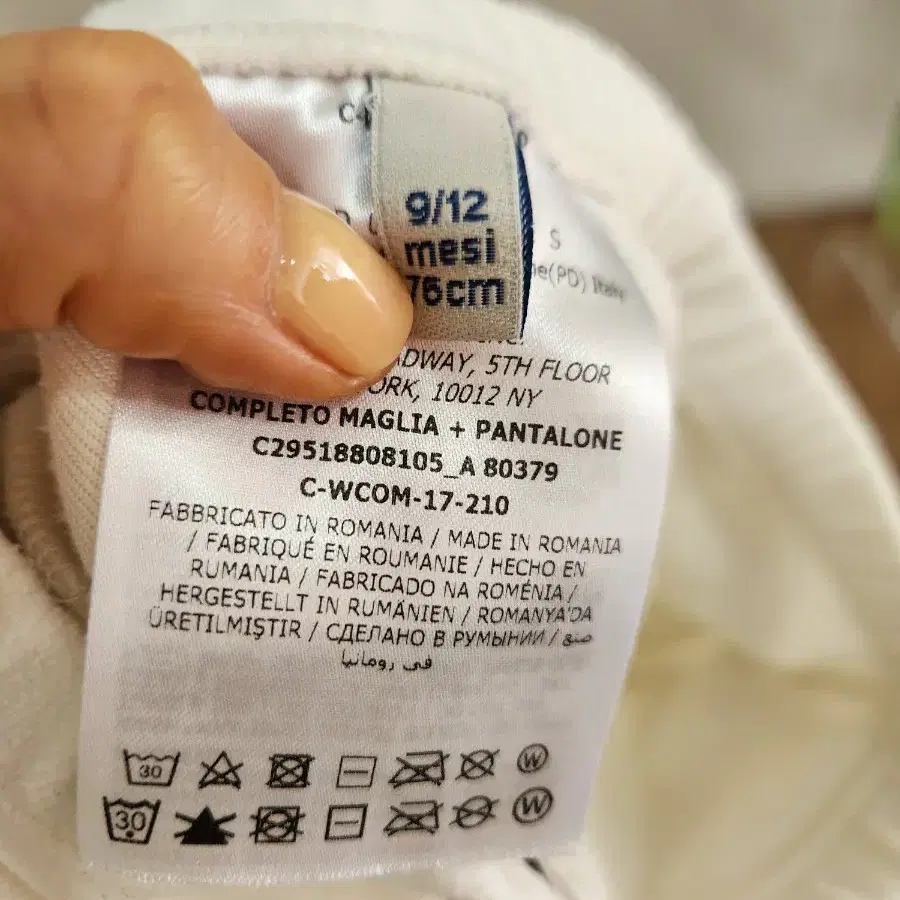 9/12
mesi
76cm
S
(PD) Italy
5TH FLOOR
10012 NY
COMPLETO MAGLIA + PANTALONE
C29518808105_A 80379
C-WCOM-17-210
FABBRICATO IN ROMANIA / MADE IN ROMANIA
/ FABRIQUÉ EN ROUMANIE / HECHO EN
RUMANIA / FABRICADO NA ROMÉNIA /
HERGESTELLT IN RUMÄNIEN / ROMANYA'DA
ÜRETILMIŞTIR / СДЕЛАНО В РУМЫНИИ / صنع
في رومانيا
30 W
30 W